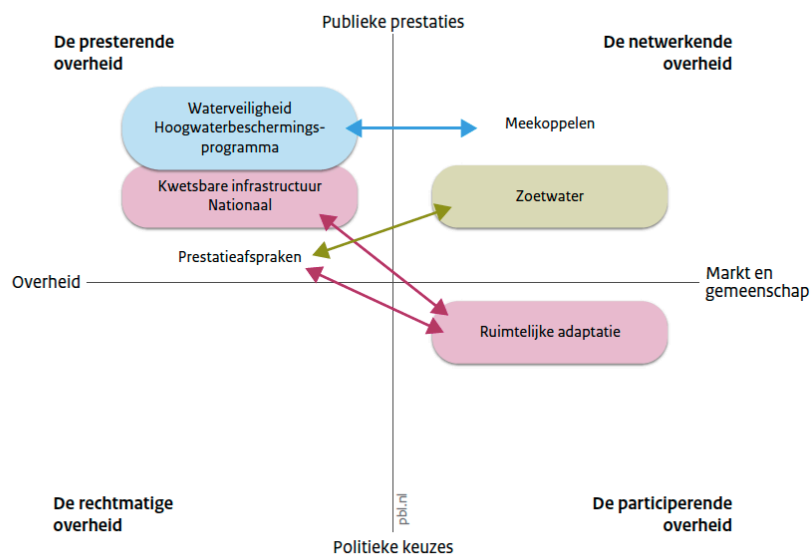 Publieke prestaties
De presterende
overheid
De netwerkende
overheid
Waterveiligheid
Hoogwaterbeschermings-
programma
Meekoppelen
Kwetsbare infrastructuur
Nationaal
Zoetwater
Prestatieafspraken
Overheid
Markt en
gemeenschap
Ruimtelijke adaptatie
De rechtmatige
overheid
pbl.nl
De participerende
overheid
Politieke keuzes